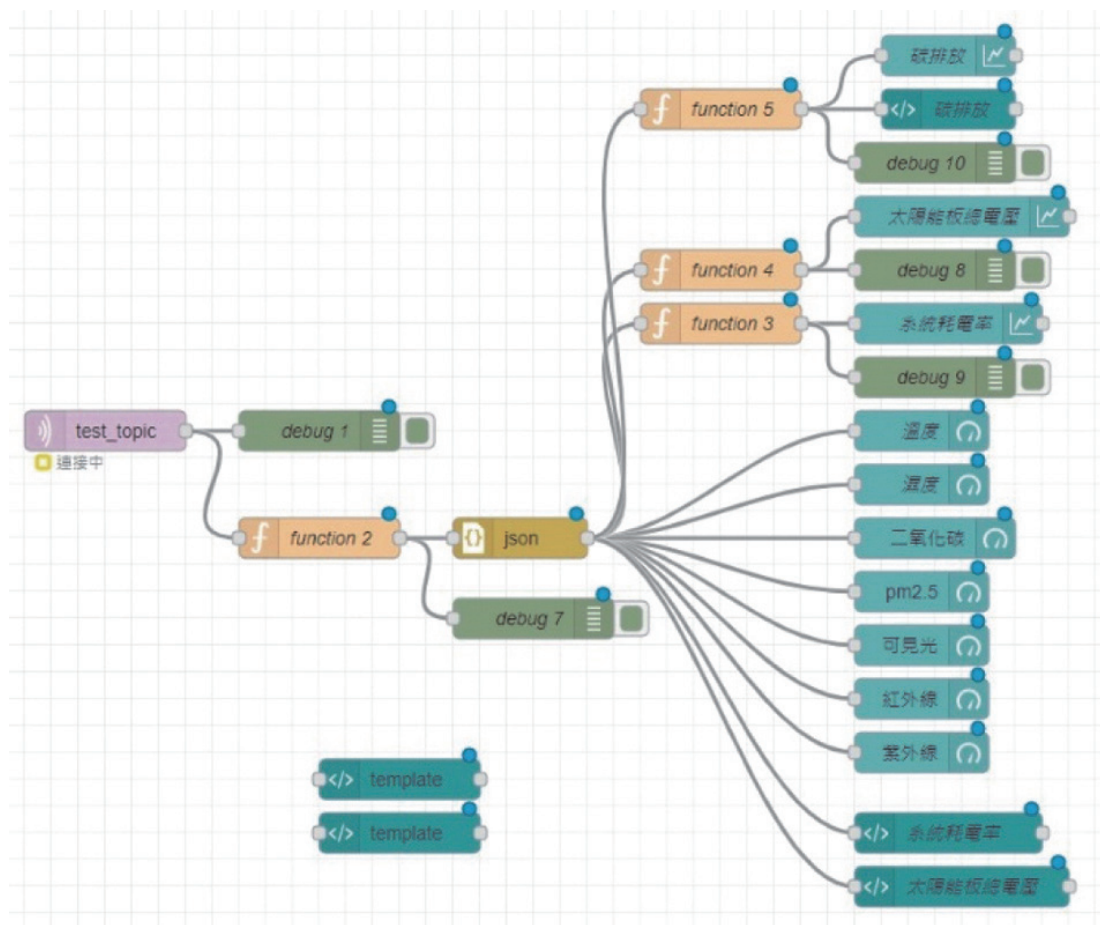 碳排放
function 5
</> 碳排放
debug 10
太陽能板總電壓
function 4
debug 8
function 3
系統耗電率
debug 9
test_topic
debug 1
溫度
連接中
濕度
function 2
json
二氧化碳
pm2.5
debug 7
可見光
紅外線
紫外線
</> template
</> template
</> 系統耗電率
</> 太陽能板總電壓